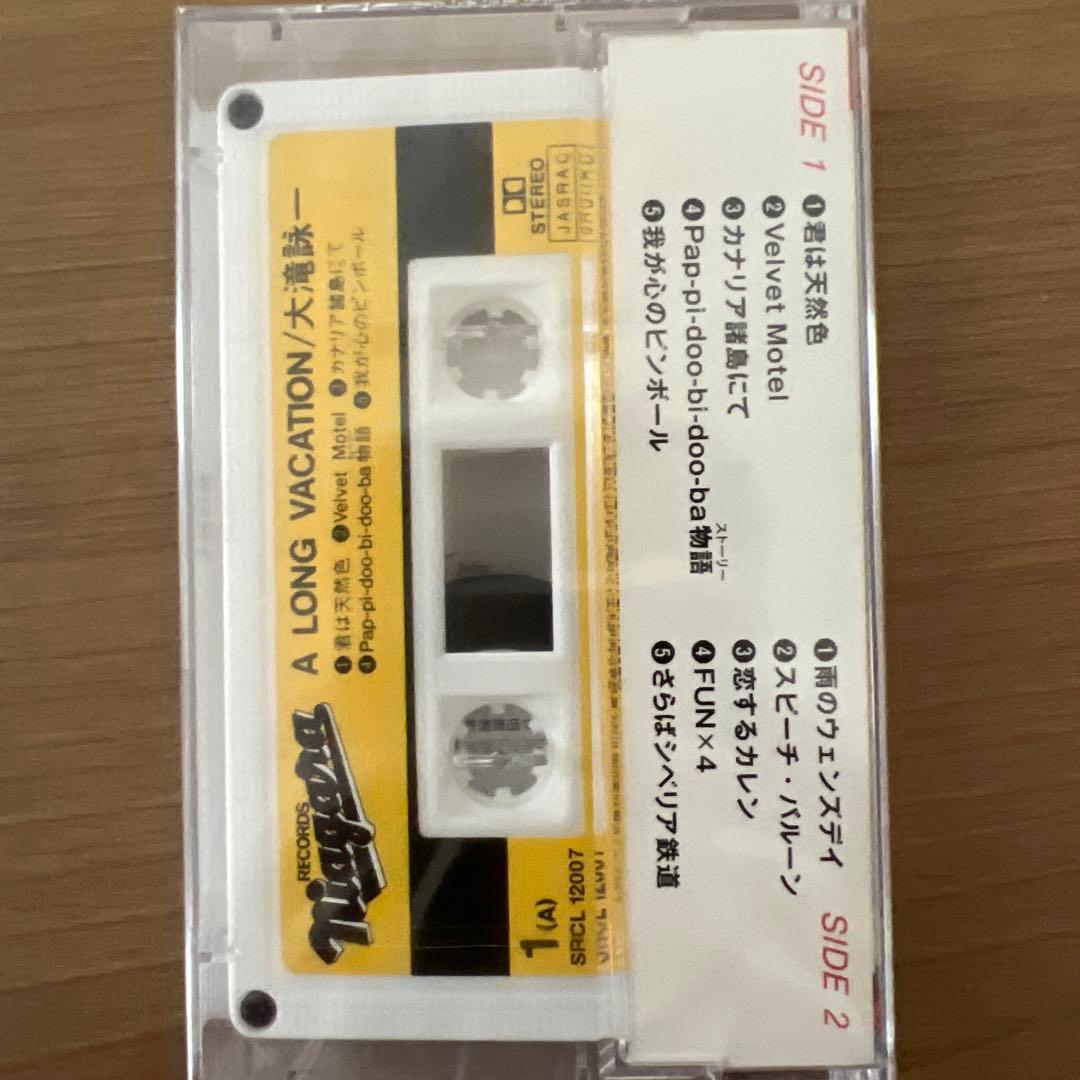 RECORDS
Niagara
A LONG VACATION/大滝詠一
❶君は天然色 ❷Velvet Motel ❸カナリア諸島にて
❹Pap-pi-doo-bi-doo-ba物語 ❺我が心のピンボール
1(A)
SRCL 12007
STEREO
JASRAC
SIDE 1
❶君は天然色
❷Velvet Motel
❸カナリア諸島にて
❹Pap-pi-doo-bi-doo-ba物語
ストーリー
❺我が心のピンボール
SIDE 2
❶雨のウェンズデイ
❷スピーチ・バルーン
❸恋するカレン
❹FUN×4
❺さらばシベリア鉄道